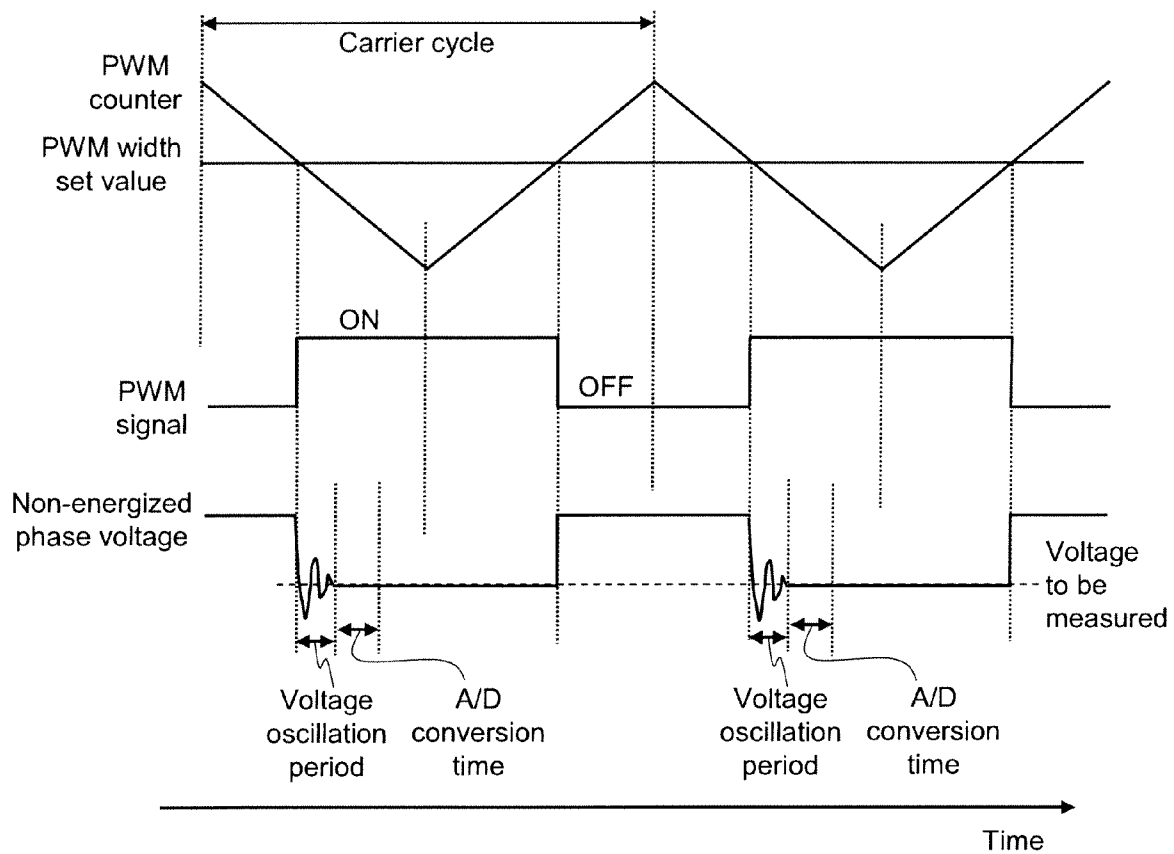 Carrier cycle
PWM
counter
PWM width
set value
ON
OFF
PWM
signal
Non-energized
phase voltage
Voltage
to be
measured
Voltage
oscillation
period
A/D
conversion
time
Voltage
oscillation
period
A/D
conversion
time
Time